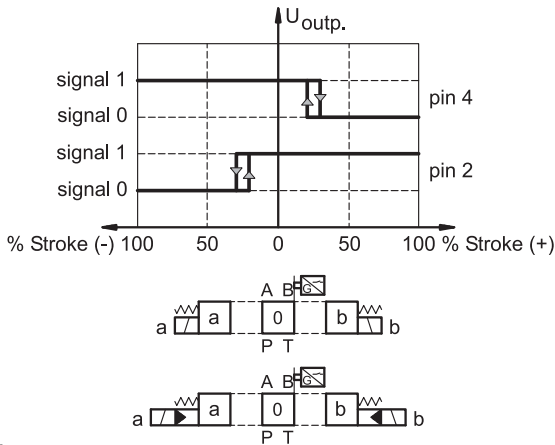 U outp.
signal 1
signal 0
pin 4
signal 1
signal 0
pin 2
% Stroke (-) 100 50 0 50 100 % Stroke (+)
A B G
a a 0 b b
P T
A B G
a a 0 b b
P T